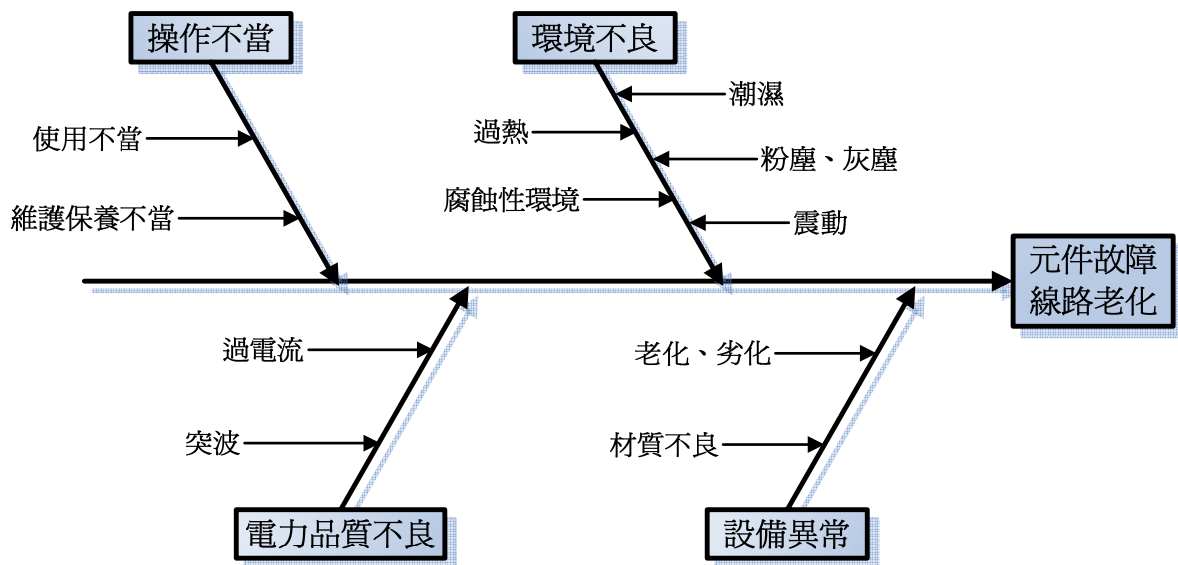 操作不當
環境不良
潮濕
過熱
使用不當
粉塵、灰塵
腐蝕性環境
維護保養不當
震動
元件故障
線路老化
過電流
老化、劣化
突波
材質不良
電力品質不良
設備異常